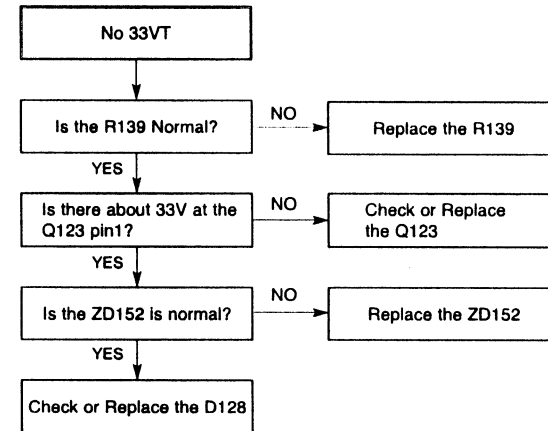 No 33VT
Is the R139 Normal?
NO
Replace the R139
YES
Is there about 33V at the
Q123 pin1?
NO
Check or Replace
the Q123
YES
Is the ZD152 is normal?
NO
Replace the ZD152
YES
Check or Replace the D128